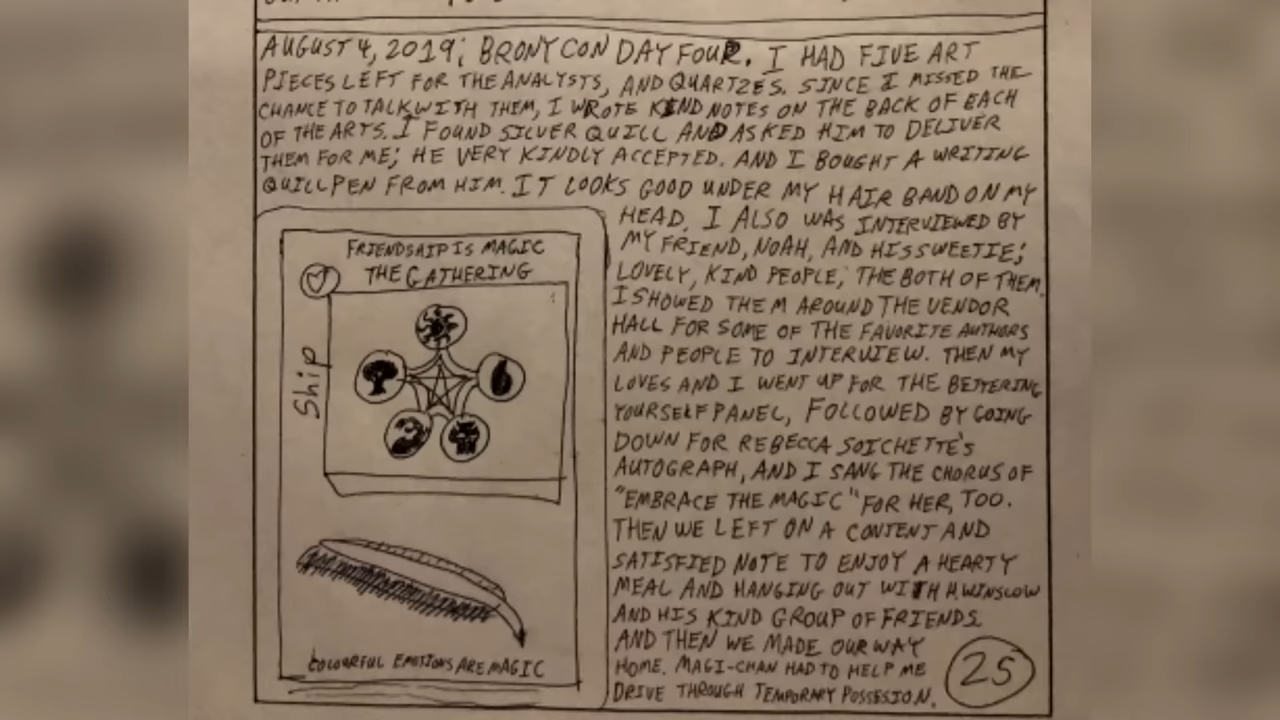 AUGUST 4, 2019; BRONYCON DAY FOUR. I HAD FIVE ART
PIECES LEFT FOR THE ANALYSTS, AND QUARTZES. SINCE I MISSED THE
CHANCE TO TALK WITH THEM, I WROTE KIND NOTES ON THE BACK OF EACH
OF THE ARTS. I FOUND SILVER QUILL AND ASKED HIM TO DELIVER
THEM FOR ME; HE VERY KINDLY ACCEPTED. AND I BOUGHT A WRITING
QUILL PEN FROM HIM. IT LOOKS GOOD UNDER MY HAIR BAND ON MY
HEAD. I ALSO WAS INTERVIEWED BY
MY FRIEND, NOAH, AND HIS SWEETIE;
LOVELY, KIND PEOPLE, THE BOTH OF THEM.
I SHOWED THEM AROUND THE VENDOR
HALL FOR SOME OF THE FAVORITE AUTHORS
AND PEOPLE TO INTERVIEW. THEN MY
LOVES AND I WENT UP FOR THE BETTERING
YOURSELF PANEL, FOLLOWED BY GOING
DOWN FOR REBECCA SOICHETTE'S
AUTOGRAPH, AND I SANG THE CHORUS OF
"EMBRACE THE MAGIC" FOR HER, TOO.
THEN WE LEFT ON A CONTENT AND
SATISFIED NOTE TO ENJOY A HEARTY
MEAL AND HANGING OUT WITH H. WINSLOW
AND HIS KIND GROUP OF FRIENDS.
AND THEN WE MADE OUR WAY
HOME. MAGI-CHAN HAD TO HELP ME
DRIVE THROUGH TEMPORARY POSSESION.
25
FRIENDSHIP IS MAGIC
THE GATHERING
Ship
COLOURFUL EMOTIONS ARE MAGIC